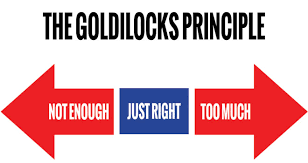 THE GOLDILOCKS PRINCIPLE
NOT ENOUGH JUST RIGHT TOO MUCH